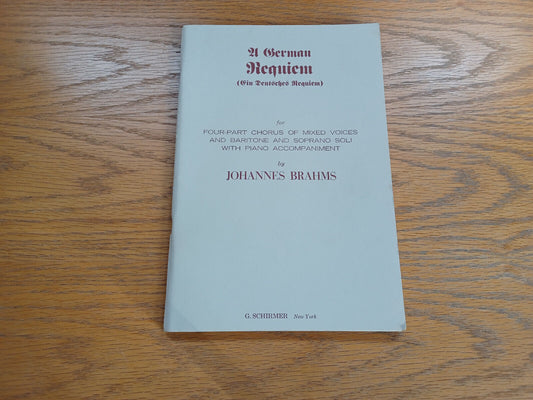 A German
Requiem
(Ein Deutsches Requiem)
for
FOUR-PART CHORUS OF MIXED VOICES
AND BARITONE AND SOPRANO SOLI
WITH PIANO ACCOMPANIMENT
by
JOHANNES BRAHMS
G. SCHIRMER New York